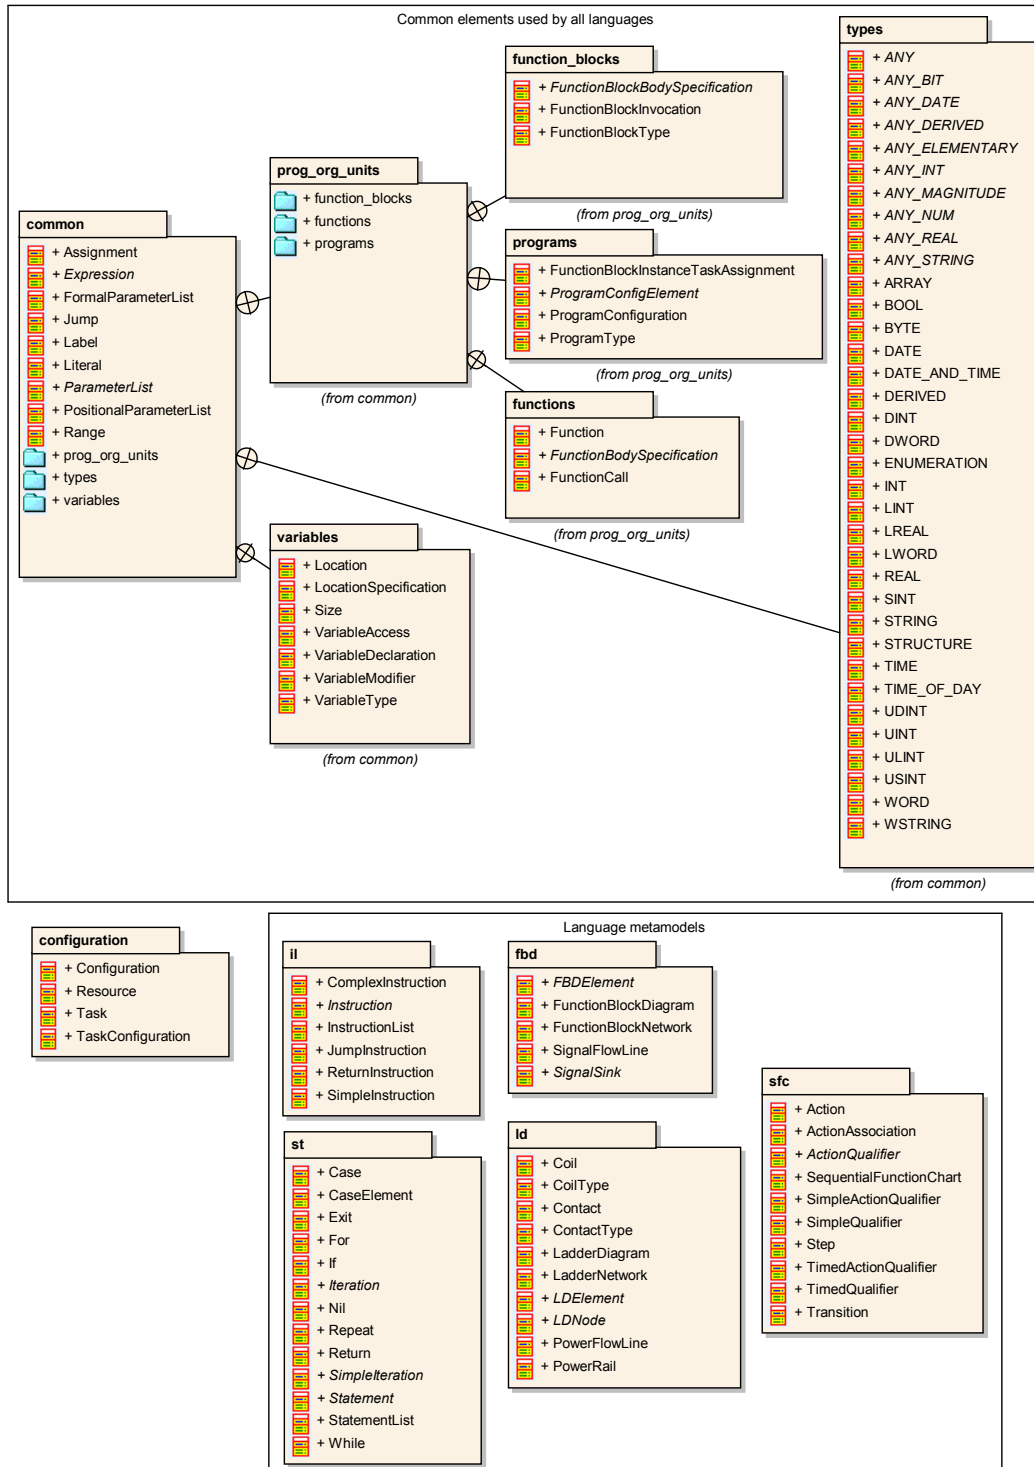 Common elements used by all languages
common
+ Assignment
+ Expression
+ FormalParameterList
+ Jump
+ Label
+ Literal
+ ParameterList
+ PositionalParameterList
+ Range
+ prog_org_units
+ types
+ variables
prog_org_units
+ function_blocks
+ functions
+ programs
(from common)
variables
+ Location
+ LocationSpecification
+ Size
+ VariableAccess
+ VariableDeclaration
+ VariableModifier
+ VariableType
(from common)
function_blocks
+ FunctionBlockBodySpecification
+ FunctionBlockInvocation
+ FunctionBlockType
(from prog_org_units)
programs
+ FunctionBlockInstanceTaskAssignment
+ ProgramConfigElement
+ ProgramConfiguration
+ ProgramType
(from prog_org_units)
functions
+ Function
+ FunctionBodySpecification
+ FunctionCall
(from prog_org_units)
types
+ ANY
+ ANY_BIT
+ ANY_DATE
+ ANY_DERIVED
+ ANY_ELEMENTARY
+ ANY_INT
+ ANY_MAGNITUDE
+ ANY_NUM
+ ANY_REAL
+ ANY_STRING
+ ARRAY
+ BOOL
+ BYTE
+ DATE
+ DATE_AND_TIME
+ DERIVED
+ DINT
+ DWORD
+ ENUMERATION
+ INT
+ LINT
+ LREAL
+ LWORD
+ REAL
+ SINT
+ STRING
+ STRUCTURE
+ TIME
+ TIME_OF_DAY
+ UDINT
+ UINT
+ ULINT
+ USINT
+ WORD
+ WSTRING
(from common)
configuration
+ Configuration
+ Resource
+ Task
+ TaskConfiguration
Language metamodels
il
+ ComplexInstruction
+ Instruction
+ InstructionList
+ JumpInstruction
+ ReturnInstruction
+ SimpleInstruction
st
+ Case
+ CaseElement
+ Exit
+ For
+ If
+ Iteration
+ Nil
+ Repeat
+ Return
+ SimpleIteration
+ Statement
+ StatementList
+ While
fbd
+ FBDElement
+ FunctionBlockDiagram
+ FunctionBlockNetwork
+ SignalFlowLine
+ SignalSink
ld
+ Coil
+ CoilType
+ Contact
+ ContactType
+ LadderDiagram
+ LadderNetwork
+ LDElement
+ LDNode
+ PowerFlowLine
+ PowerRail
sfc
+ Action
+ ActionAssociation
+ ActionQualifier
+ SequentialFunctionChart
+ SimpleActionQualifier
+ SimpleQualifier
+ Step
+ TimedActionQualifier
+ TimedQualifier
+ Transition